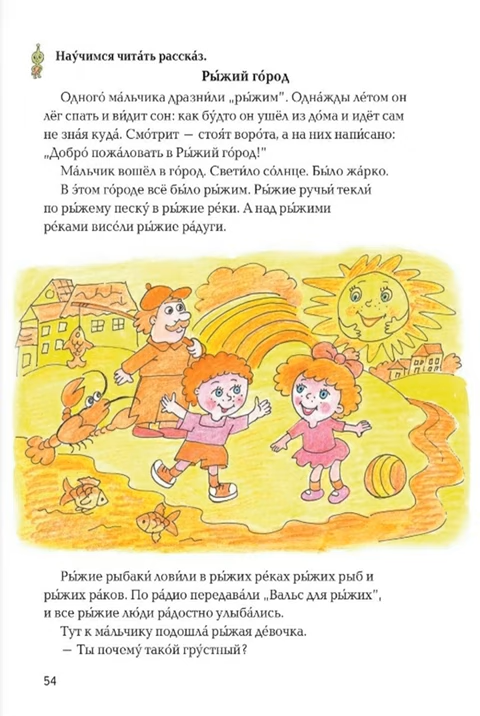 Нау́чимся чита́ть расска́з.
Ры́жий го́род
Одного́ ма́льчика дразни́ли „ры́жим”. Одна́жды ле́том он
лёг спать и ви́дит сон: как бу́дто он ушёл из до́ма и идёт сам
не зна́я куда́. Смо́трит — стоя́т воро́та, а на них напи́сано:
„Добро́ пожа́ловать в Ры́жий го́род!”
Ма́льчик вошёл в го́род. Свети́ло со́лнце. Бы́ло жа́рко.
В э́том го́роде всё бы́ло ры́жим. Ры́жие ручьи́ текли́
по ры́жему песку́ в ры́жие ре́ки. А над ры́жими
ре́ками висе́ли ры́жие ра́дуги.
Ры́жие рыбаки́ лови́ли в ры́жих ре́ках ры́жих рыб и
ры́жих ра́ков. По ра́дио передава́ли „Вальс для ры́жих”,
и все ры́жие лю́ди ра́достно улыба́лись.
Тут к ма́льчику подошла́ ры́жая де́вочка.
— Ты почему́ тако́й гру́стный?
54